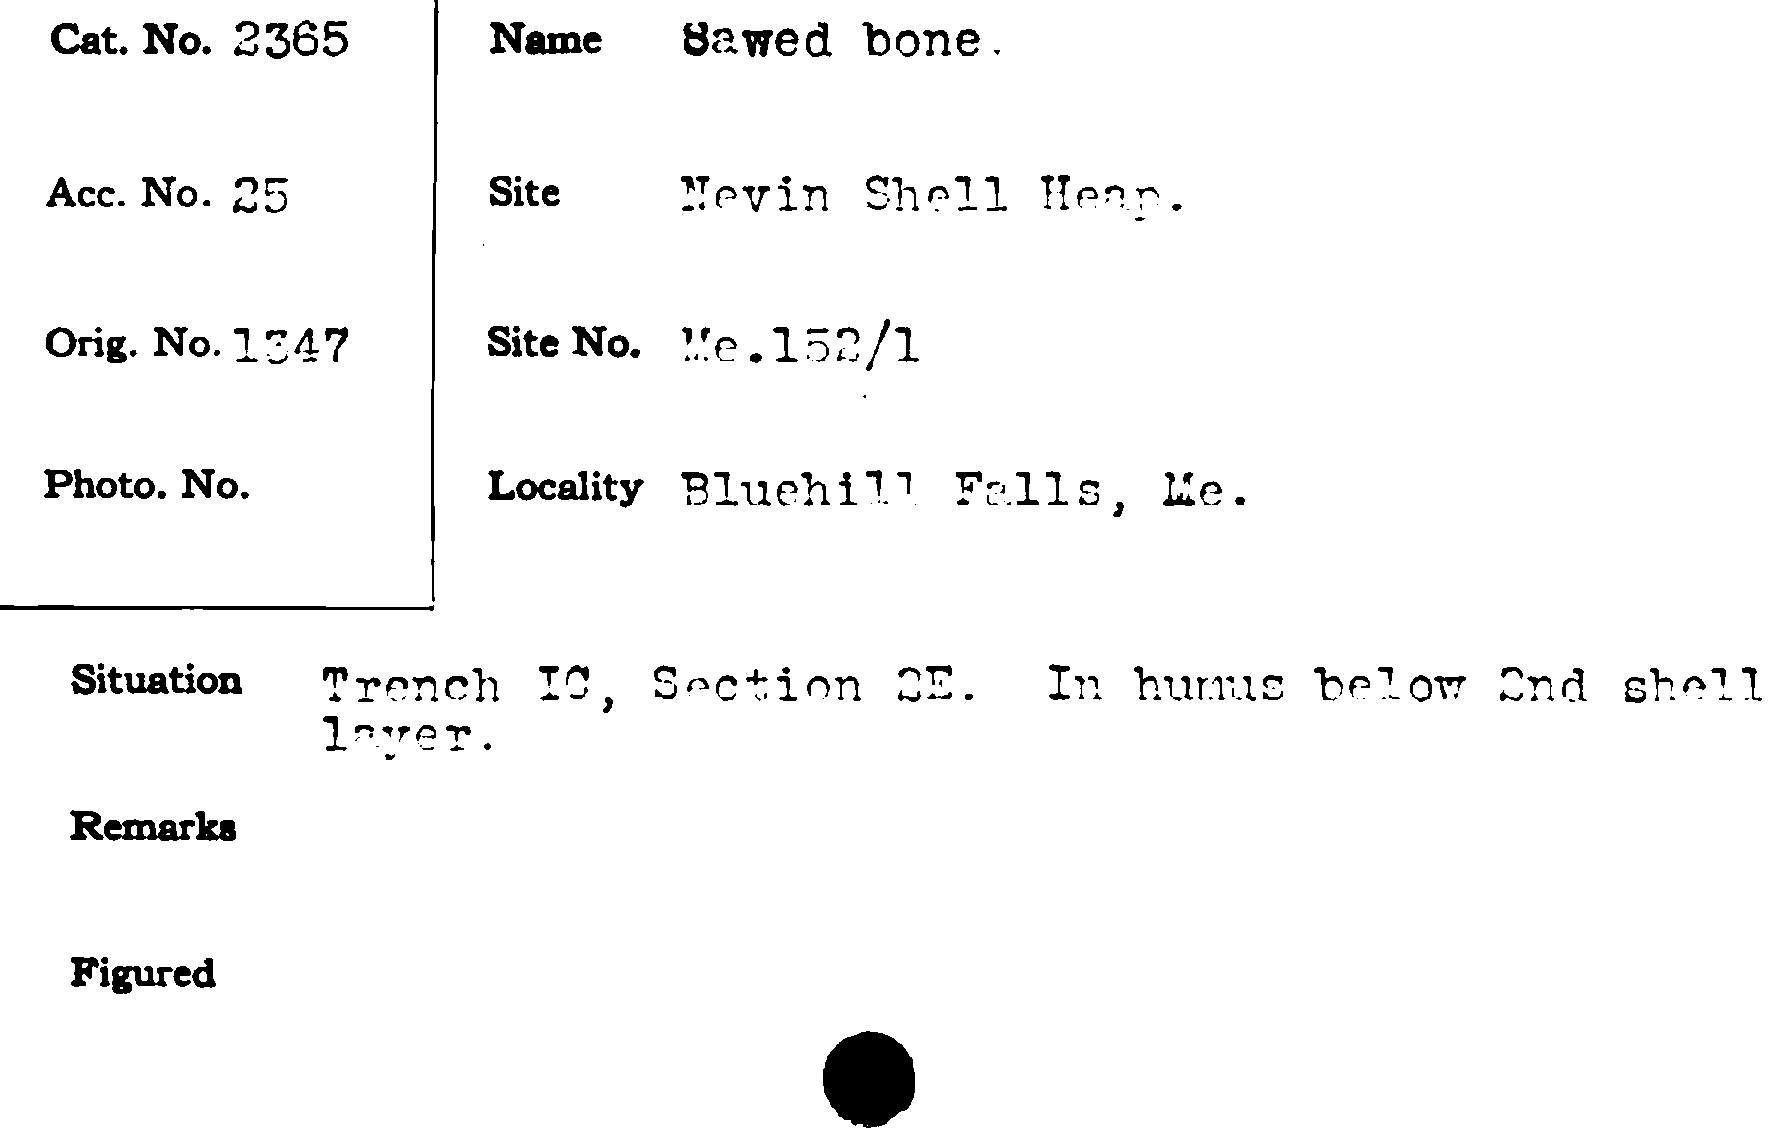 Cat. No. 2365
Name Sawed bone.
Acc. No. 25
Site Nevin Shell Heap.
Orig. No. 1347
Site No. Me.152/1
Photo. No.
Locality Bluehill Falls, Me.
Situation Trench IC, Section 2E. In humus below 2nd shell
layer.
Remarks
Figured